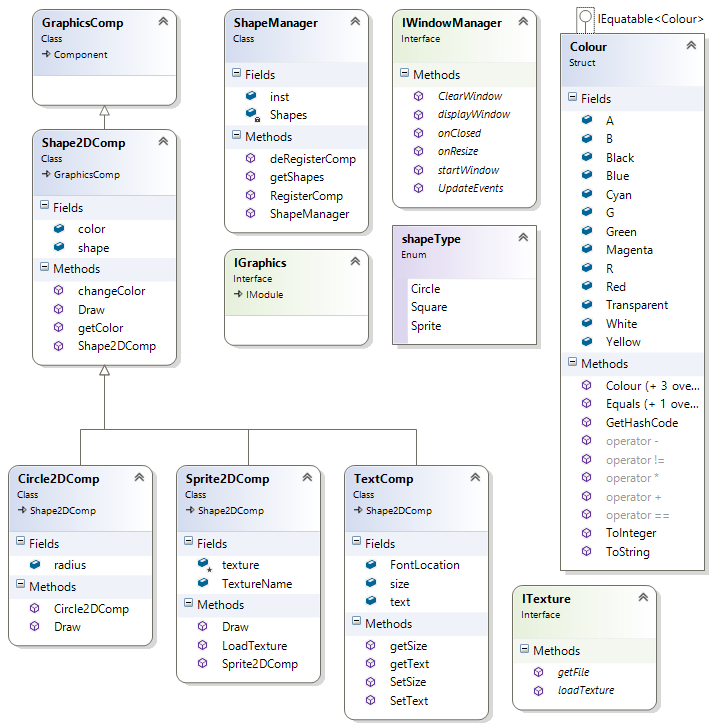 GraphicsComp
Class
Component
Shape2DComp
Class
GraphicsComp
Fields
color
shape
Methods
changeColor
Draw
getColor
Shape2DComp
ShapeManager
Class
Fields
inst
Shapes
Methods
deRegisterComp
getShapes
RegisterComp
ShapeManager
IGraphics
Interface
IModule
IWindowManager
Interface
Methods
ClearWindow
displayWindow
onClosed
onResize
startWindow
UpdateEvents
shapeType
Enum
Circle
Square
Sprite
IEquatable<Colour>
Colour
Struct
Fields
A
B
Black
Blue
Cyan
G
Green
Magenta
R
Red
Transparent
White
Yellow
Methods
Colour (+ 3 ove...
Equals (+ 1 ove...
GetHashCode
operator -
operator !=
operator *
operator +
operator ==
ToInteger
ToString
Circle2DComp
Class
Shape2DComp
Fields
radius
Methods
Circle2DComp
Draw
Sprite2DComp
Class
Shape2DComp
Fields
texture
TextureName
Methods
Draw
LoadTexture
Sprite2DComp
TextComp
Class
Shape2DComp
Fields
FontLocation
size
text
Methods
getSize
getText
SetSize
SetText
ITexture
Interface
Methods
getFile
loadTexture